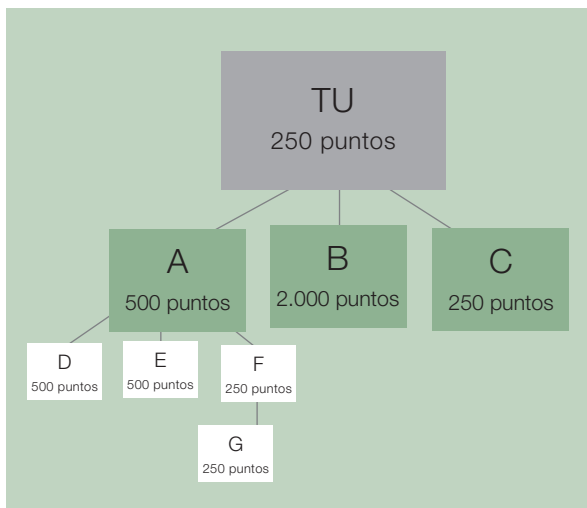 TU
250 puntos
A
500 puntos
B
2.000 puntos
C
250 puntos
D
500 puntos
E
500 puntos
F
250 puntos
G
250 puntos